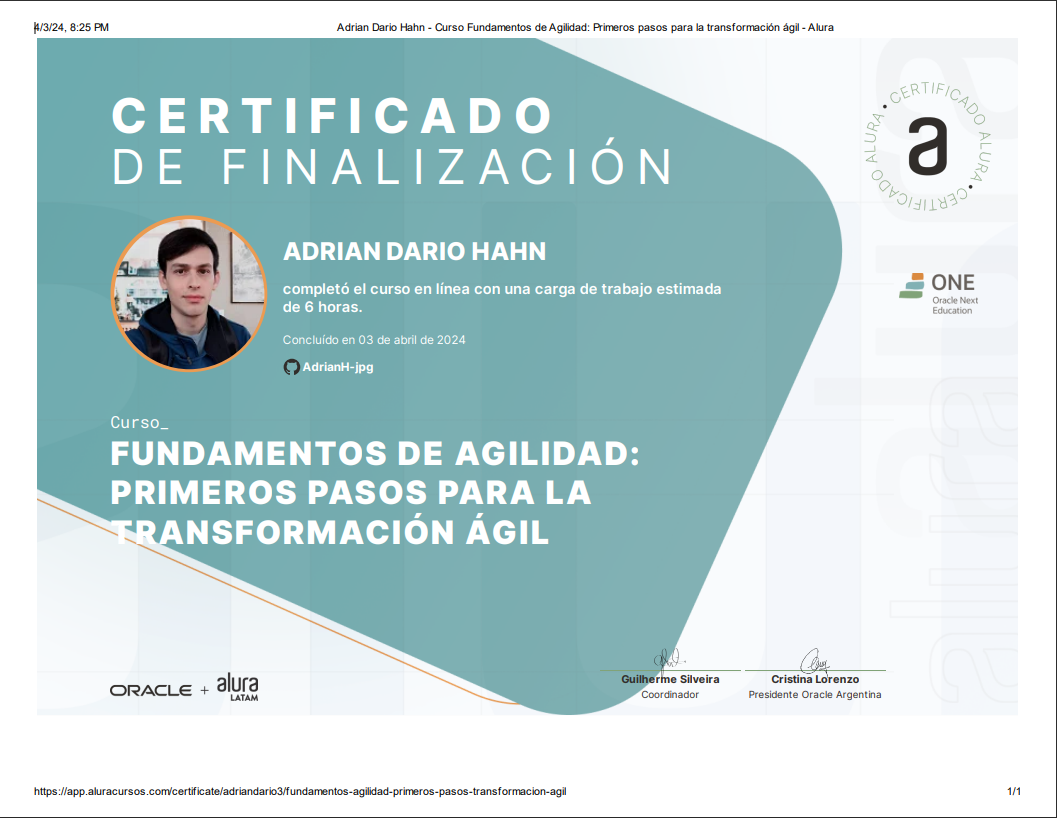 4/3/24, 8:25 PM
Adrian Dario Hahn - Curso Fundamentos de Agilidad: Primeros pasos para la transformación ágil - Alura
CERTIFICADO
DE FINALIZACIÓN
CERTIFICADO ALURA • CERTIFICADO ALURA •
a
ADRIAN DARIO HAHN
completó el curso en línea con una carga de trabajo estimada
de 6 horas.
ONE
Oracle Next
Education
Concluído en 03 de abril de 2024
AdrianH-jpg
Curso_
FUNDAMENTOS DE AGILIDAD:
PRIMEROS PASOS PARA LA
TRANSFORMACIÓN ÁGIL
alura
alura
ORACLE + alura
LATAM
Guilherme Silveira
Coordinador
Cristina Lorenzo
Presidente Oracle Argentina
https://app.aluracursos.com/certificate/adriandario3/fundamentos-agilidad-primeros-pasos-transformacion-agil
1/1